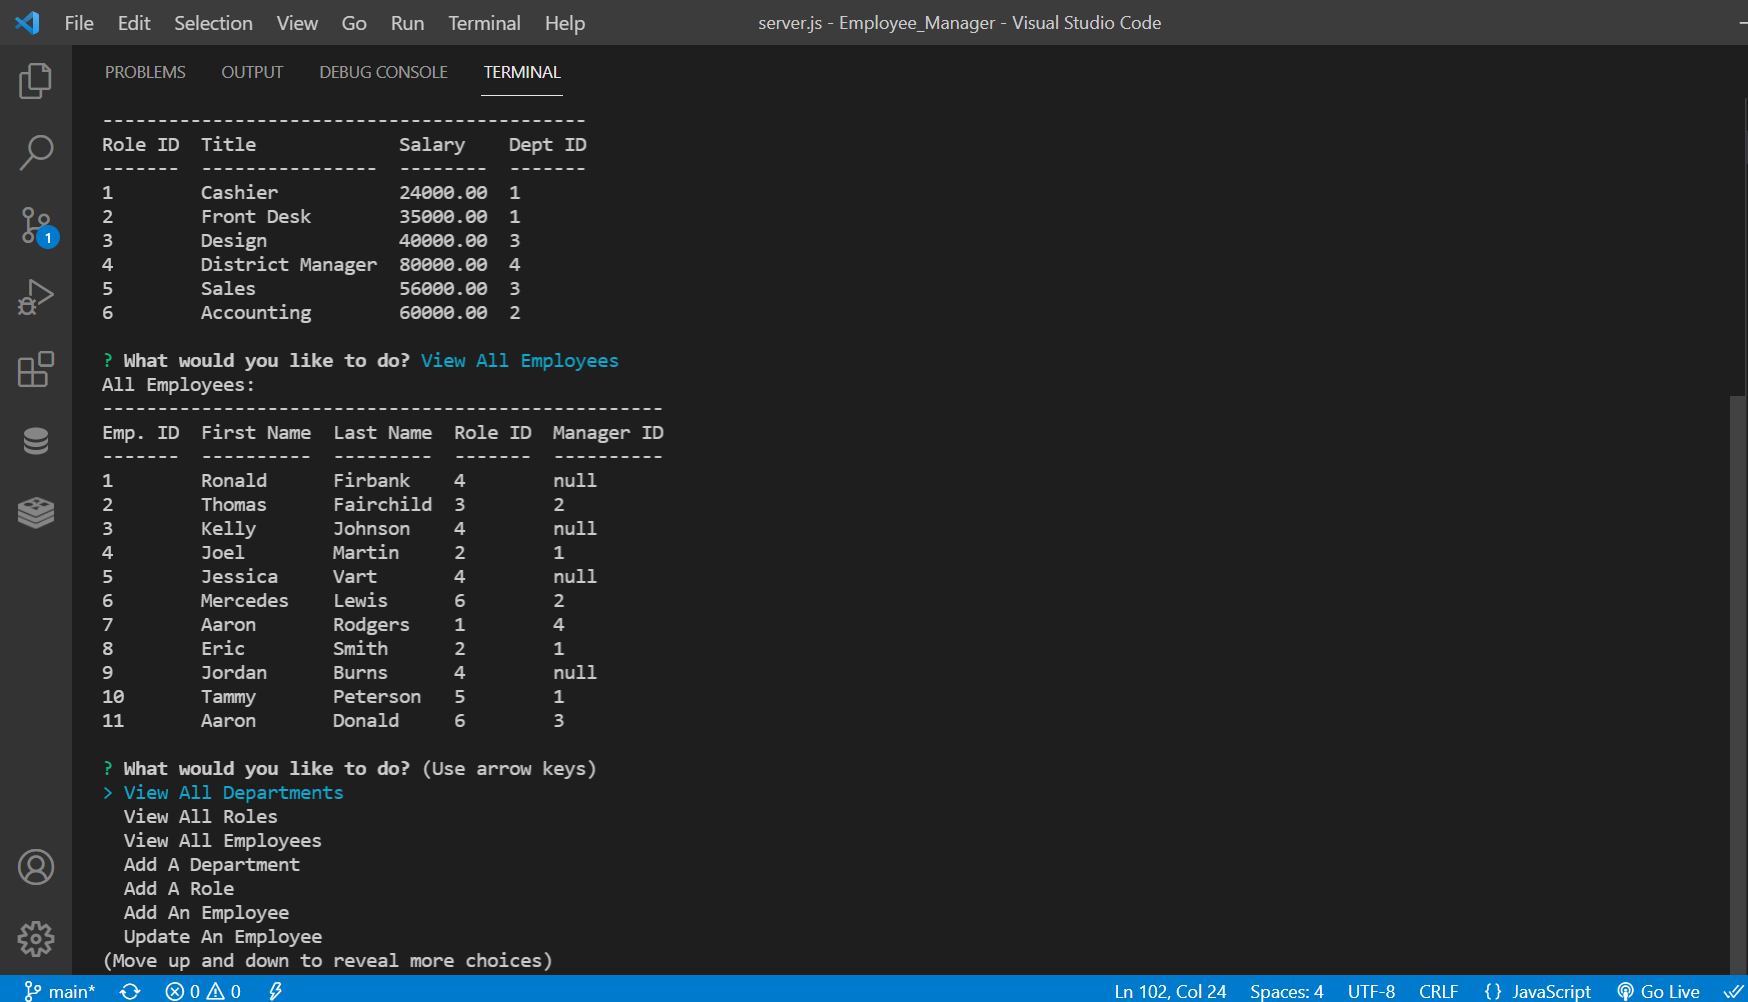 File Edit Selection View Go Run Terminal Help server.js - Employee_Manager - Visual Studio Code
PROBLEMS OUTPUT DEBUG CONSOLE TERMINAL
--------------------------------------------
Role ID  Title             Salary    Dept ID
-------  ----------------  --------  -------
1        Cashier           24000.00  1
2        Front Desk        35000.00  1
3        Design            40000.00  3
4        District Manager  80000.00  4
5        Sales             56000.00  3
6        Accounting        60000.00  2
? What would you like to do? View All Employees
All Employees:
---------------------------------------------------
Emp. ID  First Name  Last Name  Role ID  Manager ID
-------  ----------  ---------  -------  ----------
1        Ronald      Firbank    4        null
2        Thomas      Fairchild  3        2
3        Kelly       Johnson    4        null
4        Joel        Martin     2        1
5        Jessica     Vart       4        null
6        Mercedes    Lewis      6        2
7        Aaron       Rodgers    1        4
8        Eric        Smith      2        1
9        Jordan      Burns      4        null
10       Tammy       Peterson   5        1
11       Aaron       Donald     6        3
? What would you like to do? (Use arrow keys)
> View All Departments
  View All Roles
  View All Employees
  Add A Department
  Add A Role
  Add An Employee
  Update An Employee
(Move up and down to reveal more choices)
1
main* 0 0 Ln 102, Col 24 Spaces: 4 UTF-8 CRLF {} JavaScript Go Live